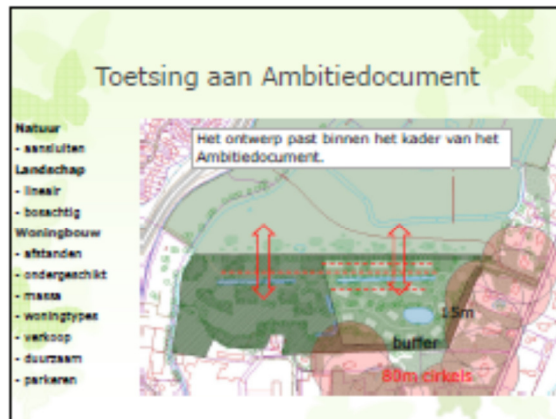 Toetsing aan Ambitiedocument
Natuur
- aansluiten
Landschap
- lineair
- bosachtig
Woningbouw
- afstanden
- ondergeschikt
- massa
- woningtypes
- verkoop
- duurzaam
- parkeren
Het ontwerp past binnen het kader van het
Ambitiedocument.
15m
buffer
80m cirkels